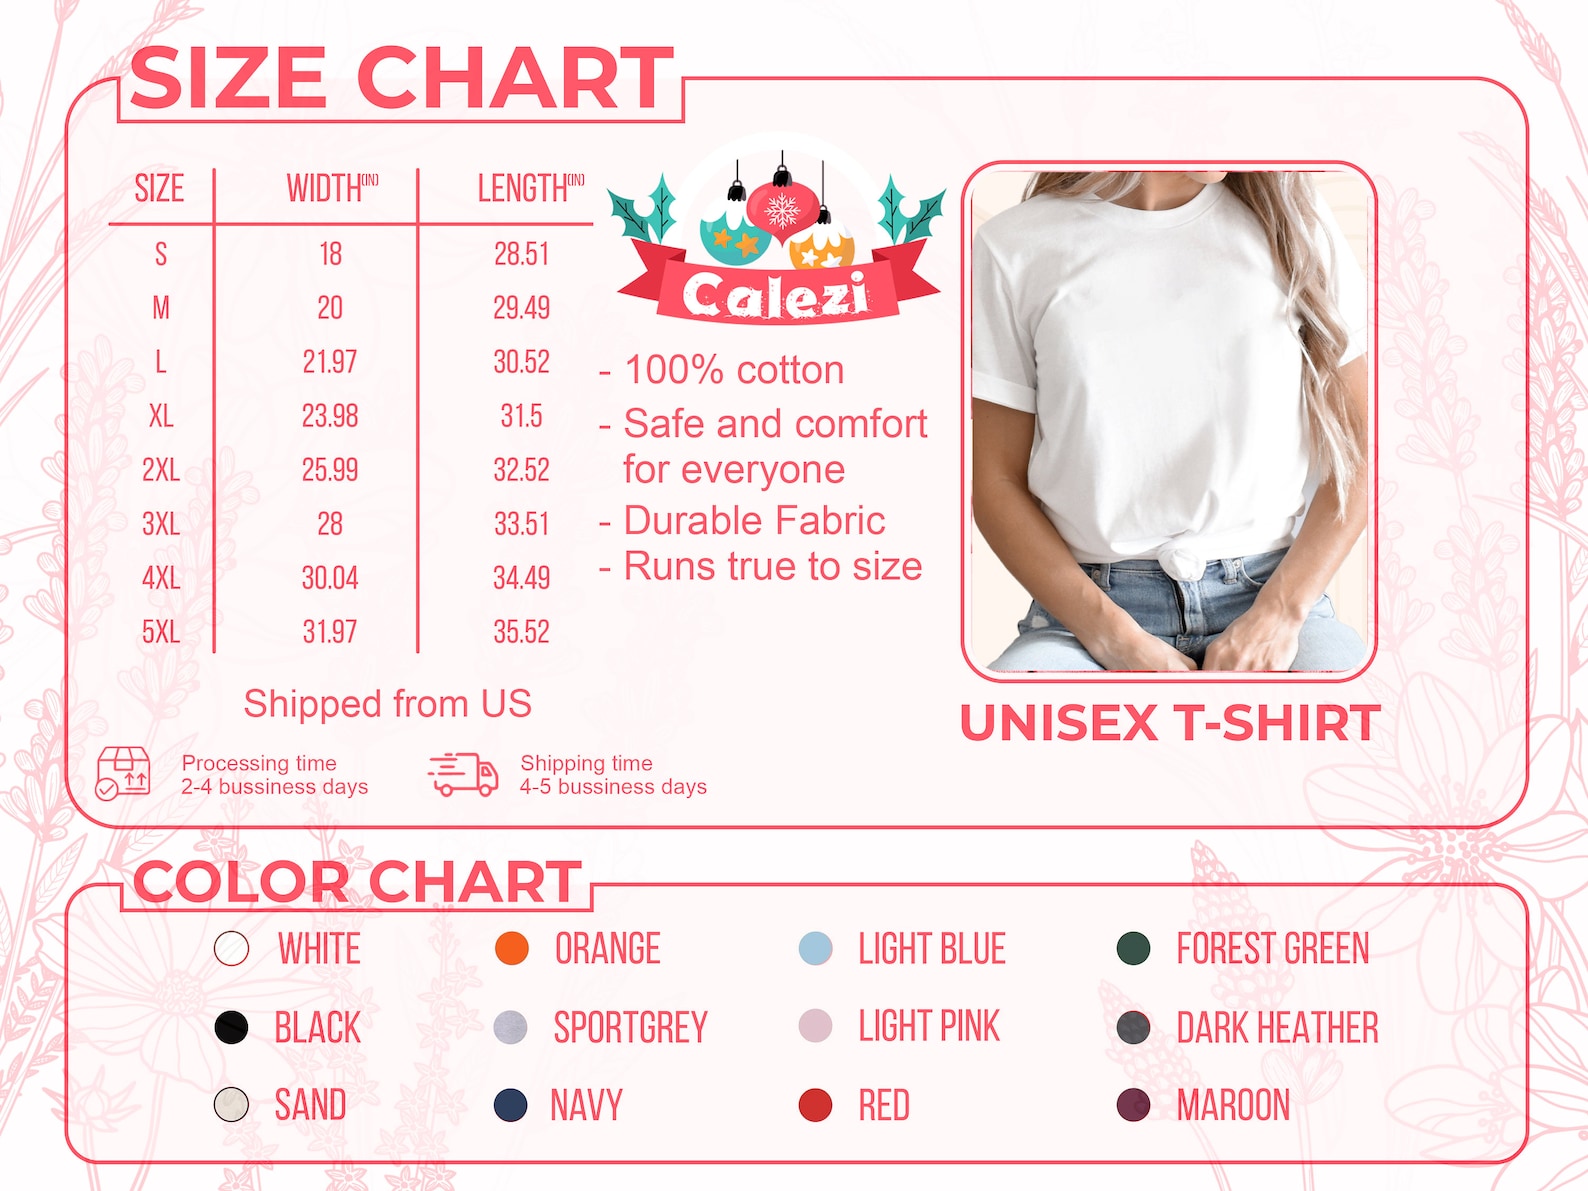 SIZE CHART
SIZE WIDTH(IN) LENGTH(IN)
S 18 28.51
M 20 29.49
L 21.97 30.52
XL 23.98 31.5
2XL 25.99 32.52
3XL 28 33.51
4XL 30.04 34.49
5XL 31.97 35.52
Shipped from US
Processing time
2-4 bussiness days
Shipping time
4-5 bussiness days
Calezi
- 100% cotton
- Safe and comfort
for everyone
- Durable Fabric
- Runs true to size
UNISEX T-SHIRT
COLOR CHART
WHITE ORANGE LIGHT BLUE FOREST GREEN
BLACK SPORTGREY LIGHT PINK DARK HEATHER
SAND NAVY RED MAROON